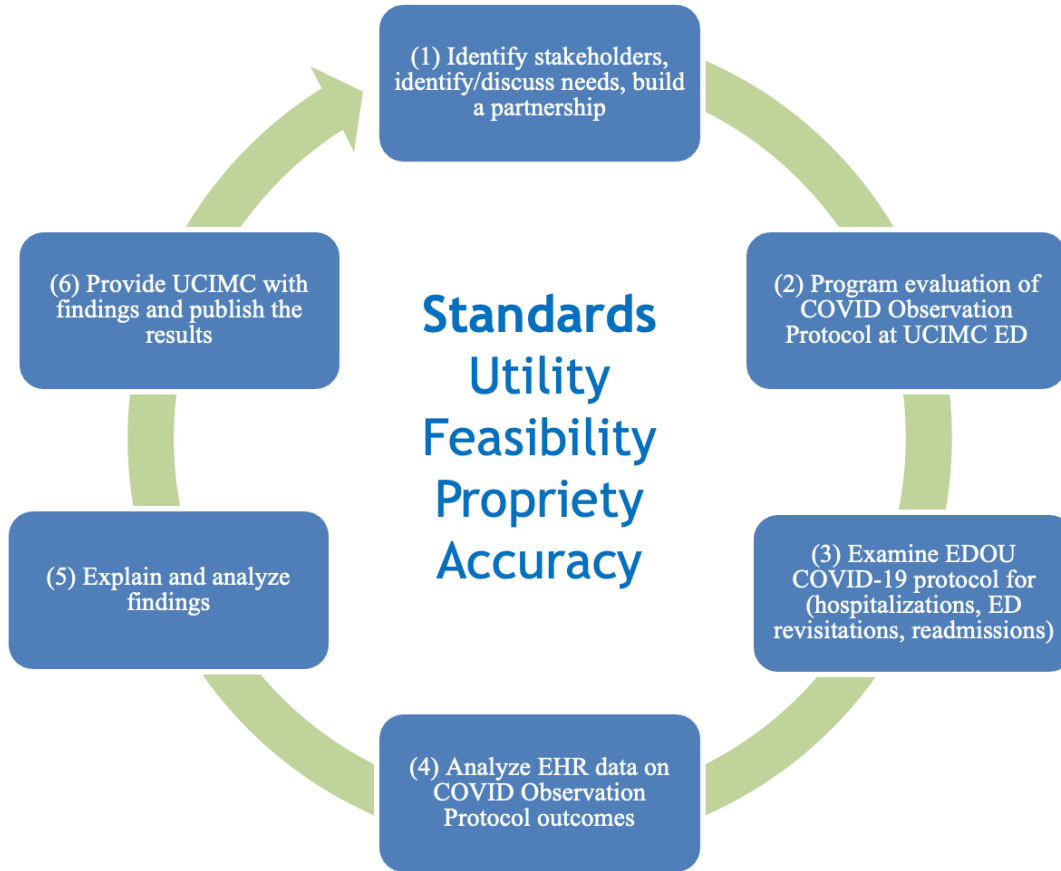 (1) Identify stakeholders,
identify/discuss needs, build
a partnership
(2) Program evaluation of
COVID Observation
Protocol at UCIMC ED
(3) Examine EDOU
COVID-19 protocol for
(hospitalizations, ED
revisitations, readmissions)
(4) Analyze EHR data on
COVID Observation
Protocol outcomes
(5) Explain and analyze
findings
(6) Provide UCIMC with
findings and publish the
results
Standards
Utility
Feasibility
Propriety
Accuracy